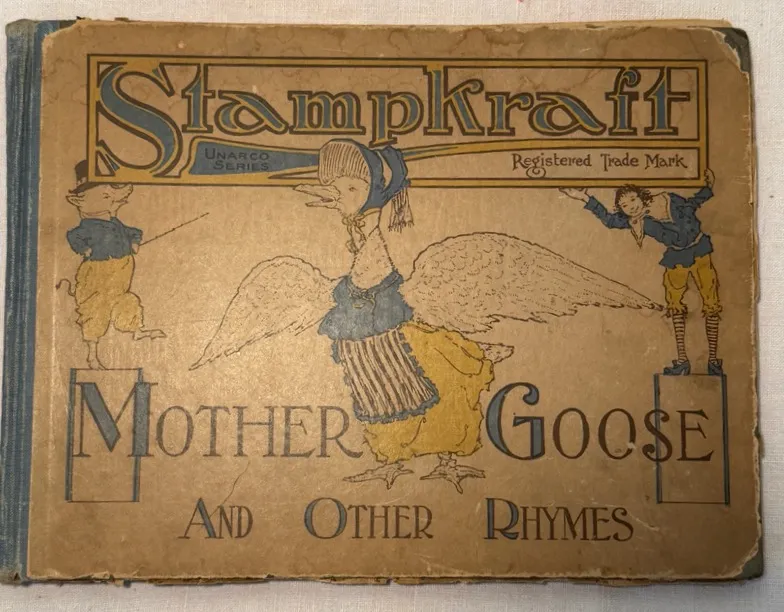 Stampkraft
UNARCO
SERIES
Registered Trade Mark
MOTHER GOOSE
AND OTHER RHYMES